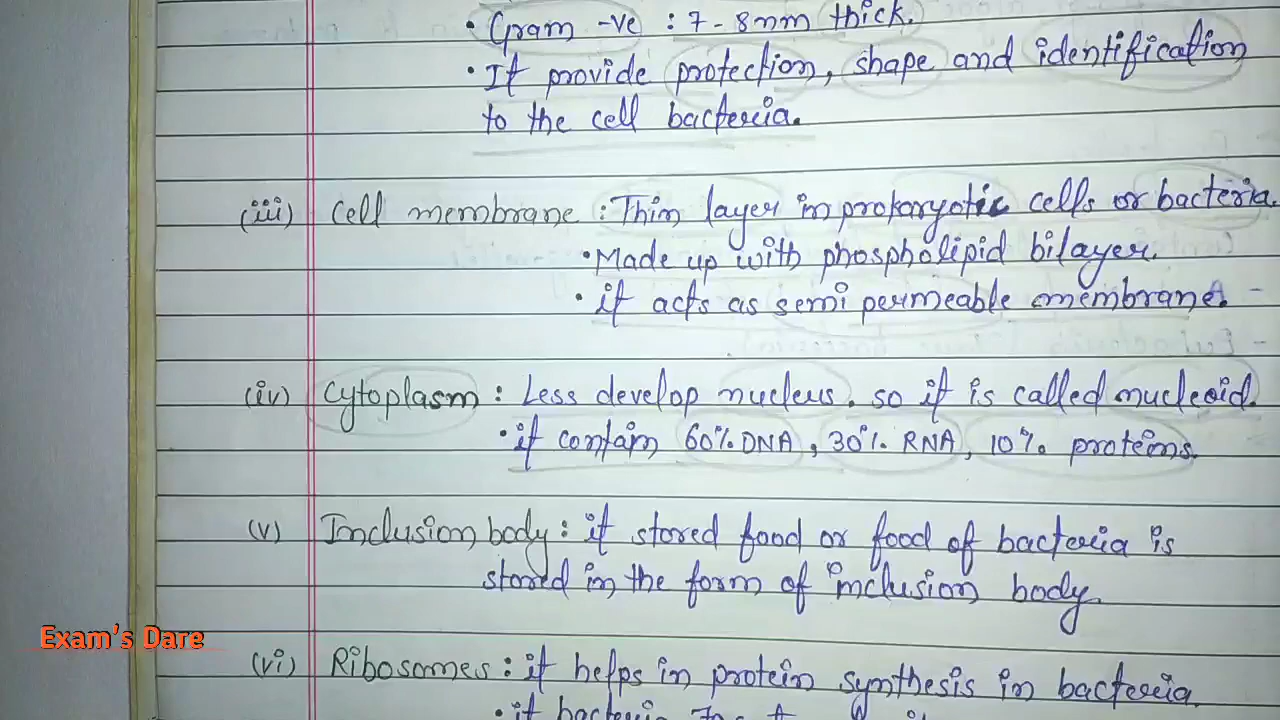 • Gram -ve : 7-8nm thick.
• It provide protection, shape and identification
to the cell bacteria.
(iii) Cell membrane : Thin layer in prokaryotic cells or bacteria.
• Made up with phospholipid bilayer.
• it acts as semi permeable membrane.
(iv) Cytoplasm : Less develop nucleus. so it is called nucleoid.
• it contain 60% DNA, 30% RNA, 10% proteins.
(v) Inclusion body : it stored food or food of bacteria is
stored in the form of inclusion body.
Exam's Dare
(vi) Ribosomes : it helps in protein synthesis in bacteria.
• it bacteria